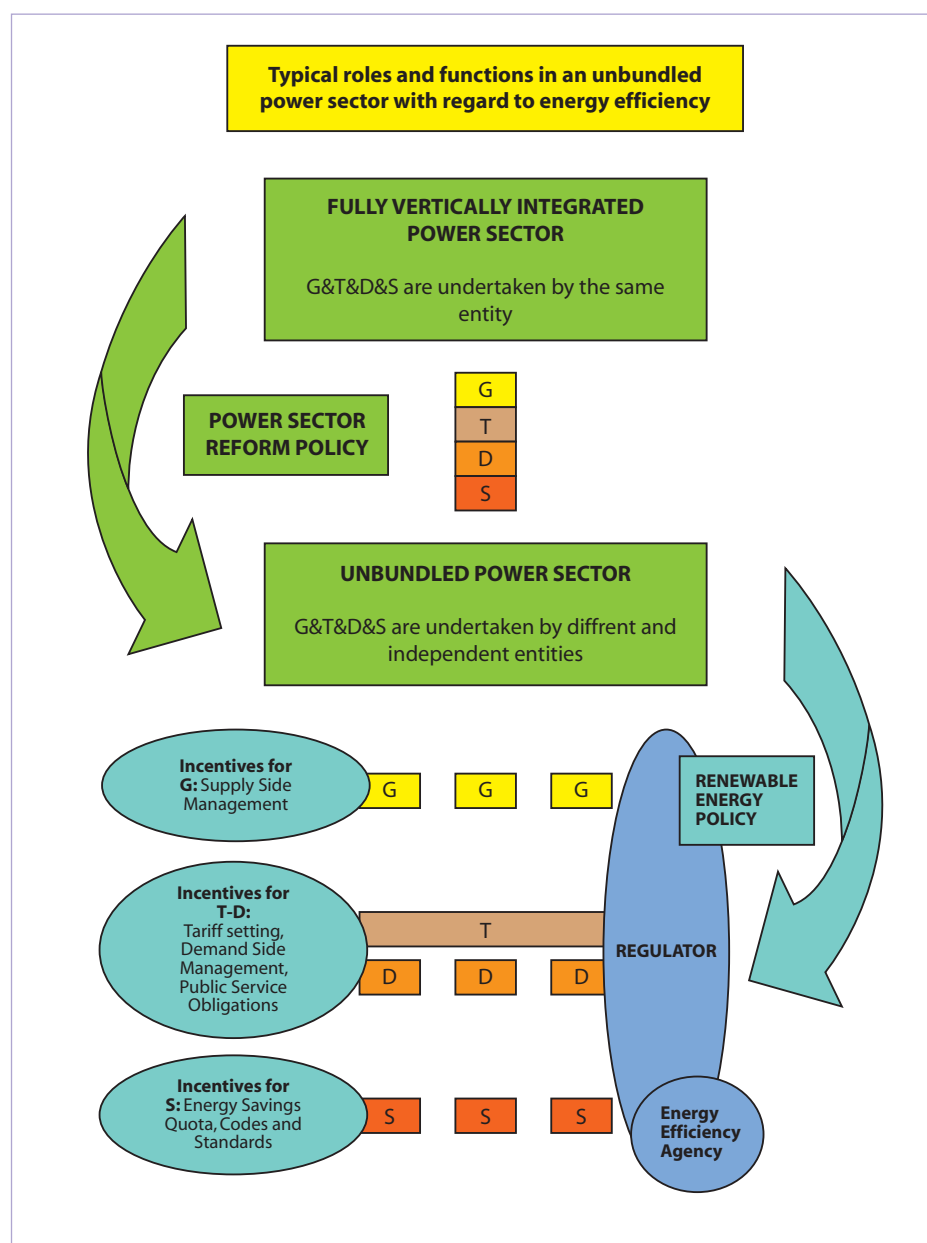 Typical roles and functions in an unbundled
power sector with regard to energy efficiency
FULLY VERTICALLY INTEGRATED
POWER SECTOR
G&T&D&S are undertaken by the same
entity
G
T
D
S
POWER SECTOR
REFORM POLICY
UNBUNDLED POWER SECTOR
G&T&D&S are undertaken by diffrent and
independent entities
Incentives for
G: Supply Side
Management
G G G
RENEWABLE
ENERGY
POLICY
Incentives for
T-D:
Tariff setting,
Demand Side
Management,
Public Service
Obligations
T
D D D
REGULATOR
Incentives for
S: Energy Savings
Quota, Codes and
Standards
S S S
Energy
Efficiency
Agency